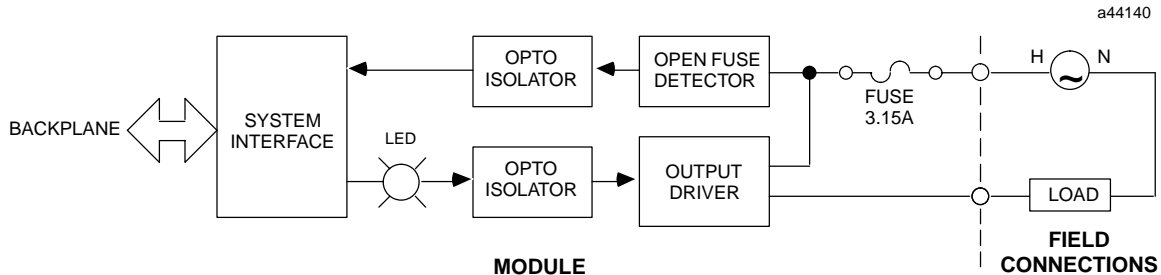 a44140
OPTO
ISOLATOR
OPEN FUSE
DETECTOR
H
N
~
FUSE
3.15A
BACKPLANE
SYSTEM
INTERFACE
LED
OPTO
ISOLATOR
OUTPUT
DRIVER
LOAD
MODULE
FIELD
CONNECTIONS